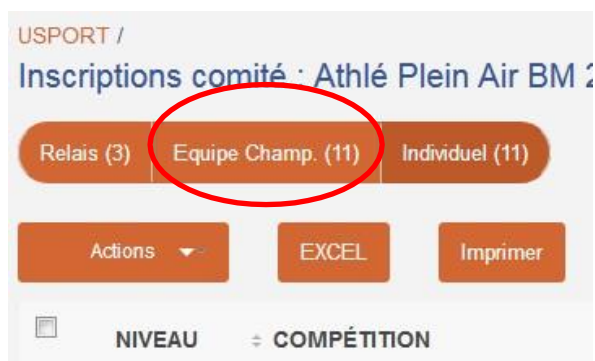 USPORT /
Inscriptions comité : Athlé Plein Air BM
Relais (3) Equipe Champ. (11) Individuel (11)
Actions EXCEL Imprimer
NIVEAU COMPÉTITION